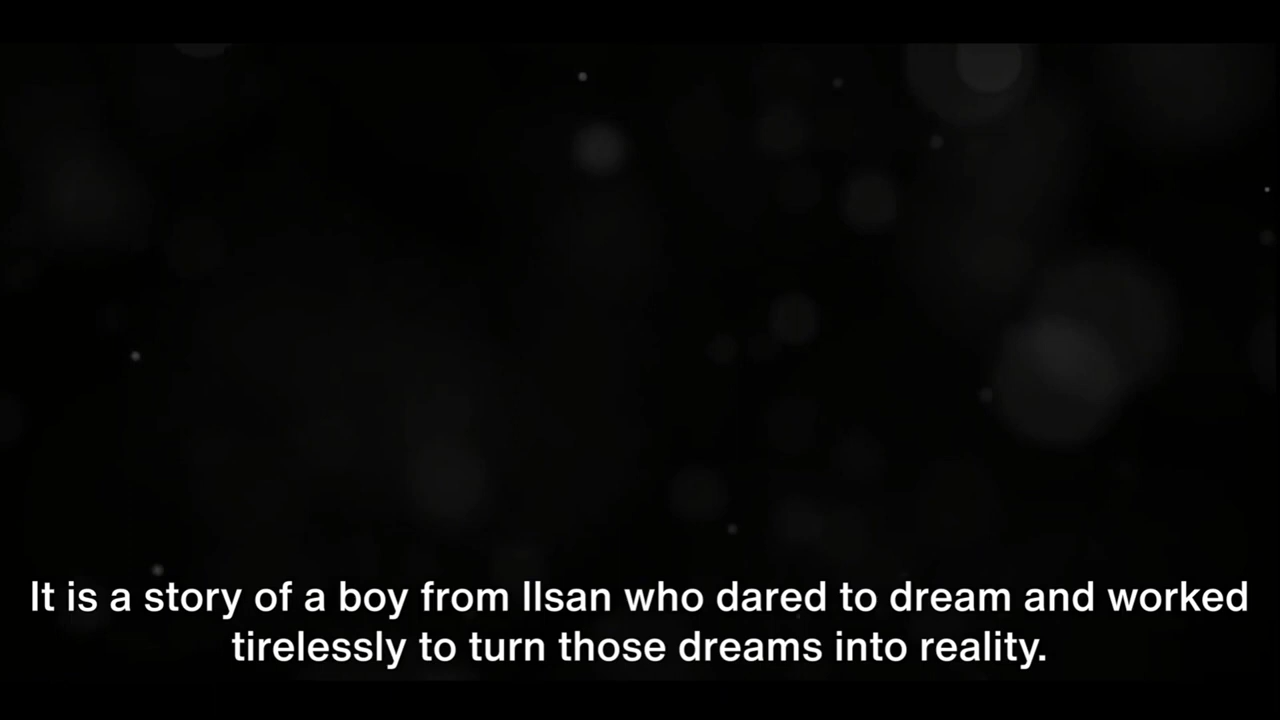 It is a story of a boy from Ilsan who dared to dream and worked
tirelessly to turn those dreams into reality.